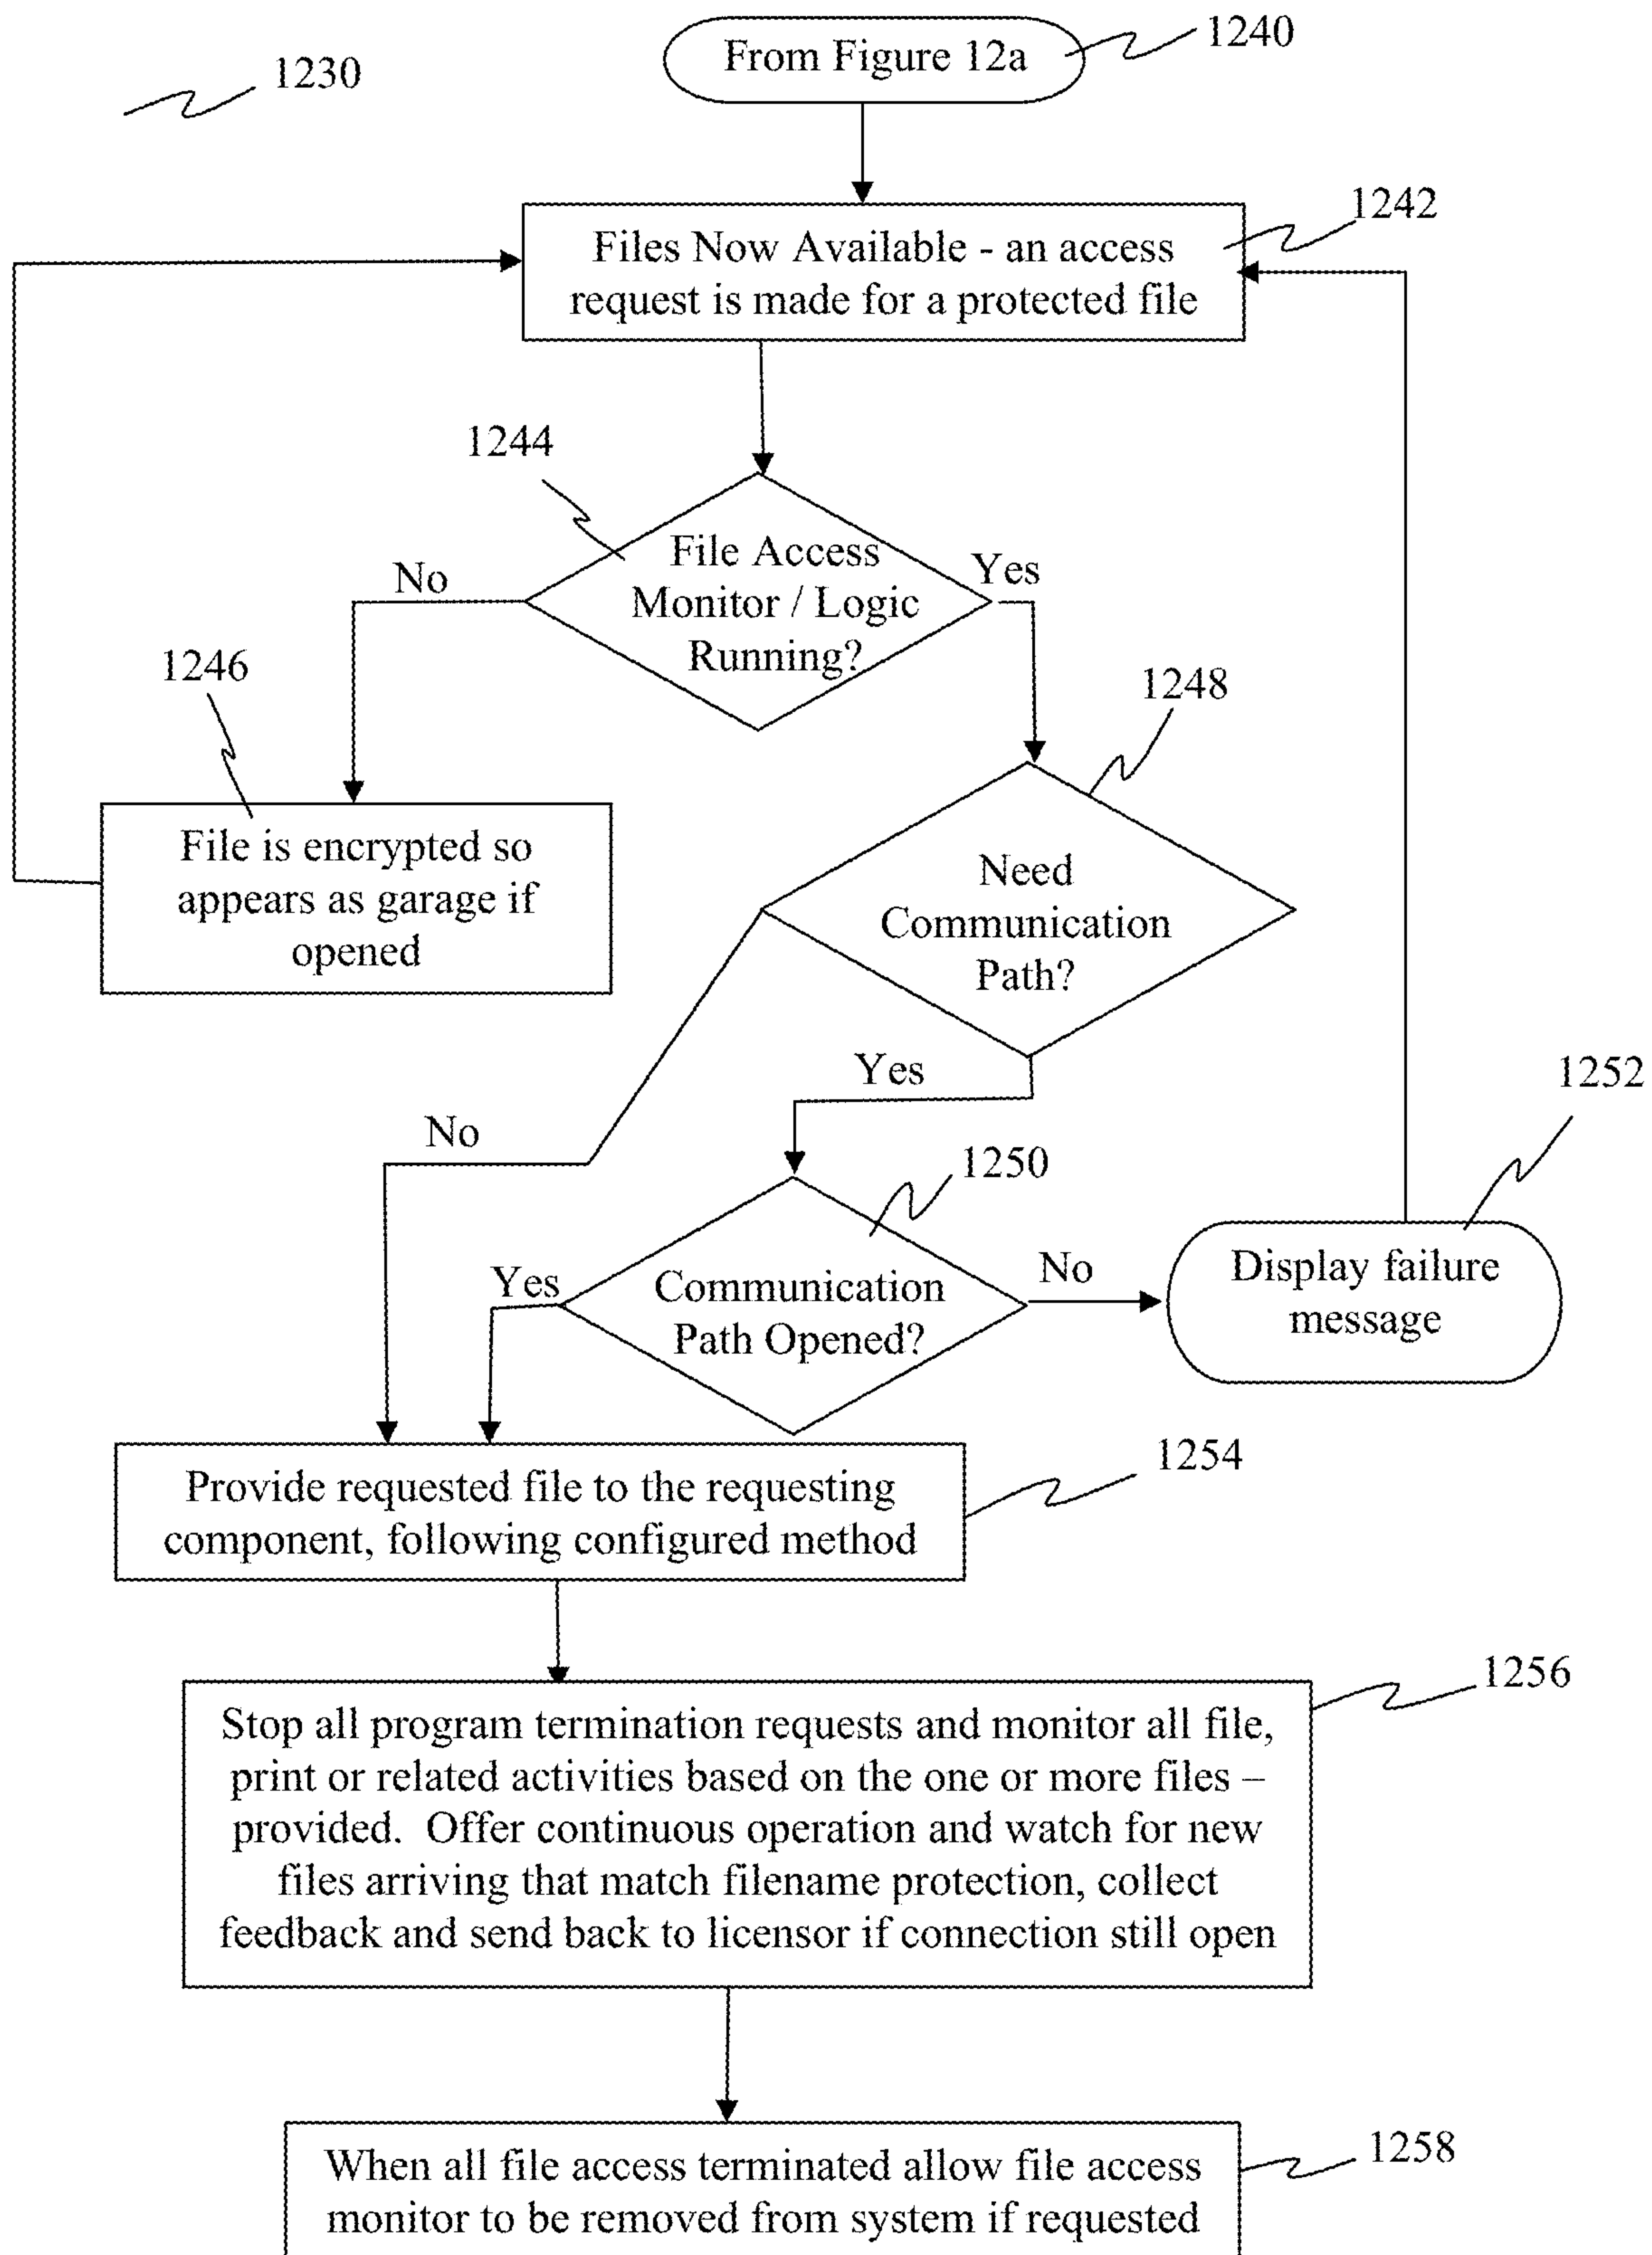 From Figure 12a
1240
1230
1242
Files Now Available - an access
request is made for a protected file
1244
File Access
Monitor / Logic
Running?
No
Yes
1246
1248
File is encrypted so
appears as garage if
opened
Need
Communication
Path?
Yes
No
1252
1250
Communication
Path Opened?
Yes
No
Display failure
message
1254
Provide requested file to the requesting
component, following configured method
1256
Stop all program termination requests and monitor all file,
print or related activities based on the one or more files –
provided. Offer continuous operation and watch for new
files arriving that match filename protection, collect
feedback and send back to licensor if connection still open
1258
When all file access terminated allow file access
monitor to be removed from system if requested